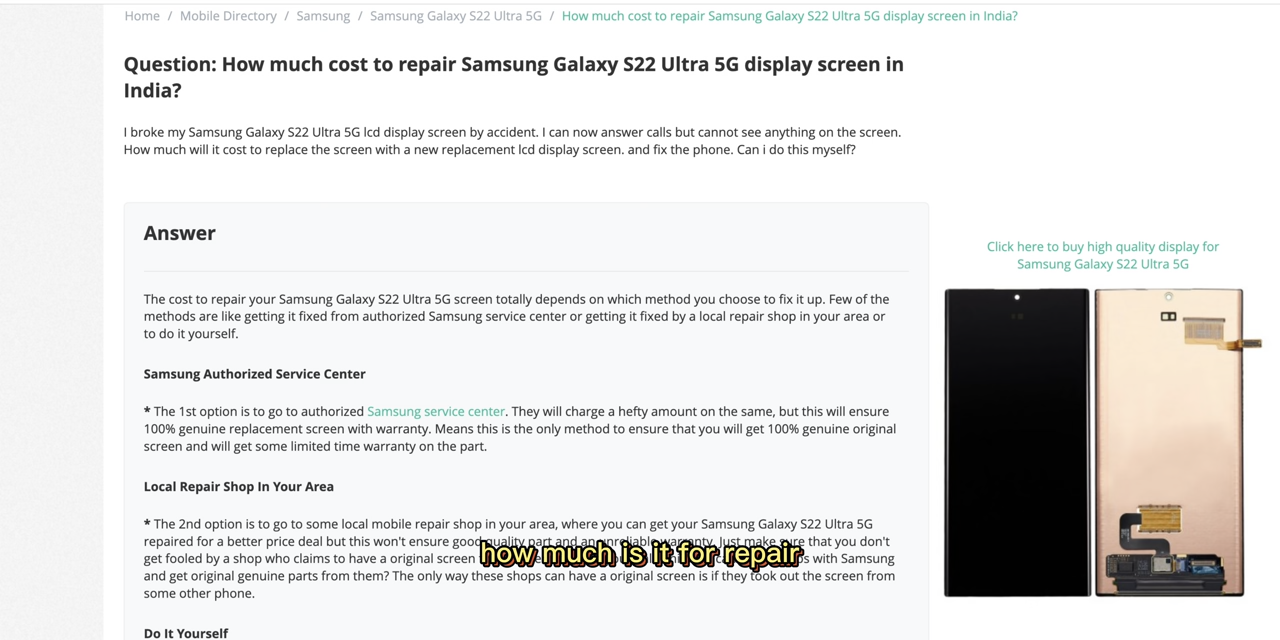 Home / Mobile Directory / Samsung / Samsung Galaxy S22 Ultra 5G / How much cost to repair Samsung Galaxy S22 Ultra 5G display screen in India?
Question: How much cost to repair Samsung Galaxy S22 Ultra 5G display screen in
India?
I broke my Samsung Galaxy S22 Ultra 5G lcd display screen by accident. I can now answer calls but cannot see anything on the screen.
How much will it cost to replace the screen with a new replacement lcd display screen. and fix the phone. Can i do this myself?
Answer
The cost to repair your Samsung Galaxy S22 Ultra 5G screen totally depends on which method you choose to fix it up. Few of the
methods are like getting it fixed from authorized Samsung service center or getting it fixed by a local repair shop in your area or
to do it yourself.
Samsung Authorized Service Center
* The 1st option is to go to authorized Samsung service center. They will charge a hefty amount on the same, but this will ensure
100% genuine replacement screen with warranty. Means this is the only method to ensure that you will get 100% genuine original
screen and will get some limited time warranty on the part.
Local Repair Shop In Your Area
* The 2nd option is to go to some local mobile repair shop in your area, where you can get your Samsung Galaxy S22 Ultra 5G
repaired for a better price deal but this won't ensure good quality part and an unreliable warranty. Just make sure that you don't
get fooled by a shop who claims to have a original screen
how much is it for repair
with Samsung
and get original genuine parts from them? The only way these shops can have a original screen is if they took out the screen from
some other phone.
Do It Yourself
Click here to buy high quality display for
Samsung Galaxy S22 Ultra 5G